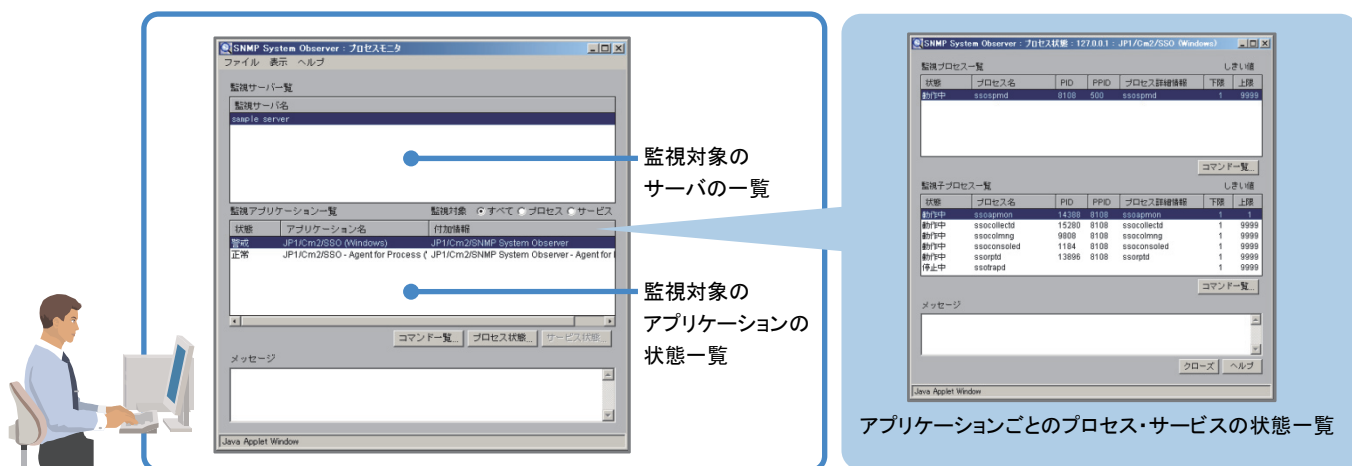 SNMP System Observer : プロセスモニタ
ファイル 表示 ヘルプ
監視サーバ一覧
監視サーバ名
sample server
監視アプリケーション一覧 監視対象 すべて プロセス サービス
状態 アプリケーション名 付加情報
警戒 JP1/Cm2/SSO (Windows) JP1/Cm2/SNMP System Observer
正常 JP1/Cm2/SSO - Agent for Process (' JP1/Cm2/SNMP System Observer - Agent for
コマンド一覧... プロセス状態... サービス状態...
メッセージ
Java Applet Window
監視対象の
サーバの一覧
監視対象の
アプリケーションの
状態一覧
SNMP System Observer : プロセス状態 : 127.0.0.1 : JP1/Cm2/SSO (Windows)
監視プロセス一覧 しきい値
状態 プロセス名 PID PPID プロセス詳細情報 下限 上限
動作中 ssospmd 8108 500 ssospmd 1 9999
コマンド一覧...
監視子プロセス一覧 しきい値
状態 プロセス名 PID PPID プロセス詳細情報 下限 上限
動作中 ssoapmon 14388 8108 ssoapmon 1 1
動作中 ssocollectd 15280 8108 ssocollectd 1 9999
動作中 ssocolmng 9808 8108 ssocolmng 1 9999
動作中 ssoconsoled 1184 8108 ssoconsoled 1 9999
動作中 ssorptd 13896 8108 ssorptd 1 9999
停止中 ssotrapd 1 9999
コマンド一覧...
メッセージ
クローズ ヘルプ
Java Applet Window
アプリケーションごとのプロセス・サービスの状態一覧